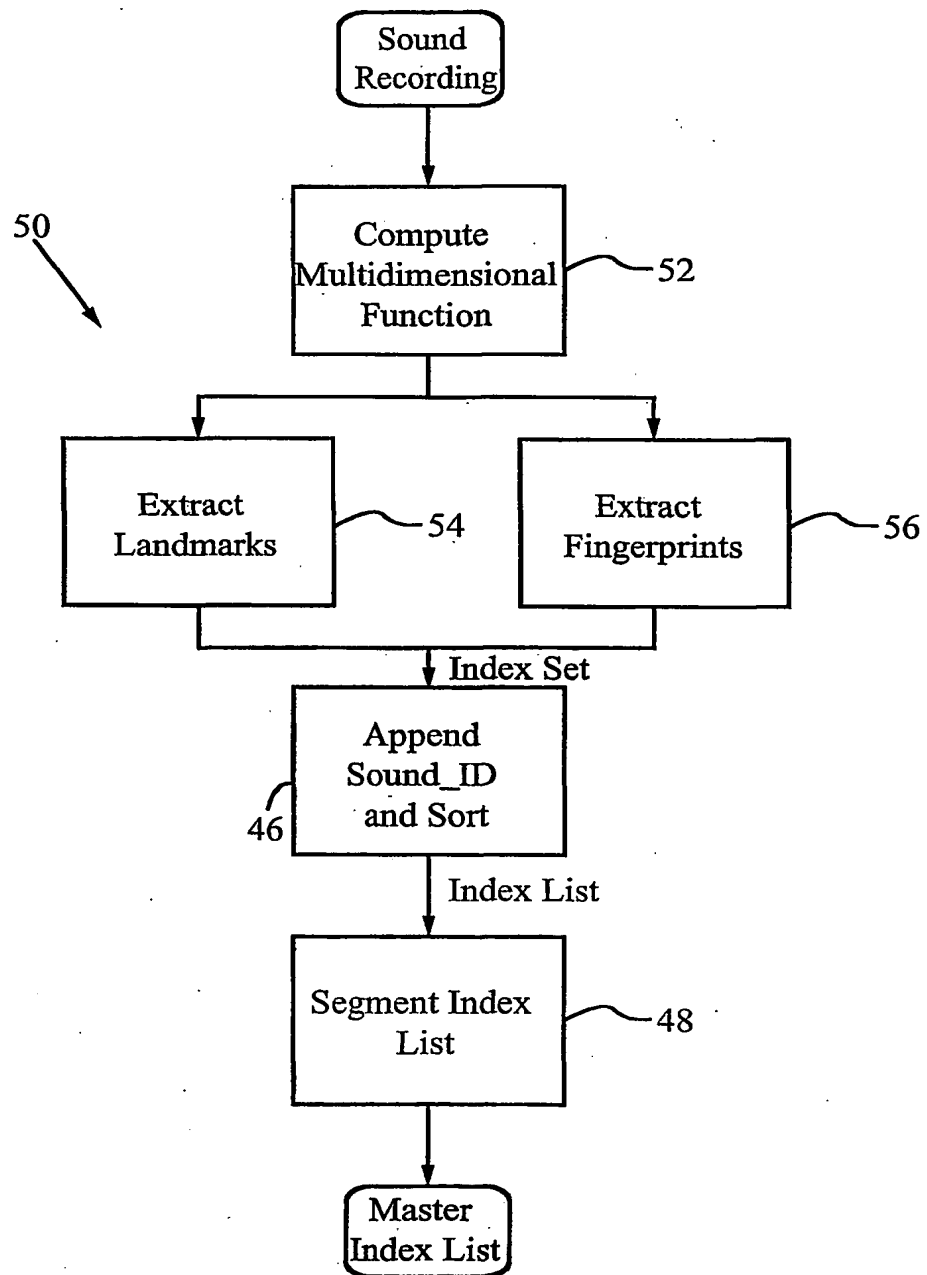 Sound
Recording
50
Compute
Multidimensional
Function
52
Extract
Landmarks
54
Extract
Fingerprints
56
Index Set
Append
Sound_ID
and Sort
46
Index List
Segment Index
List
48
Master
Index List